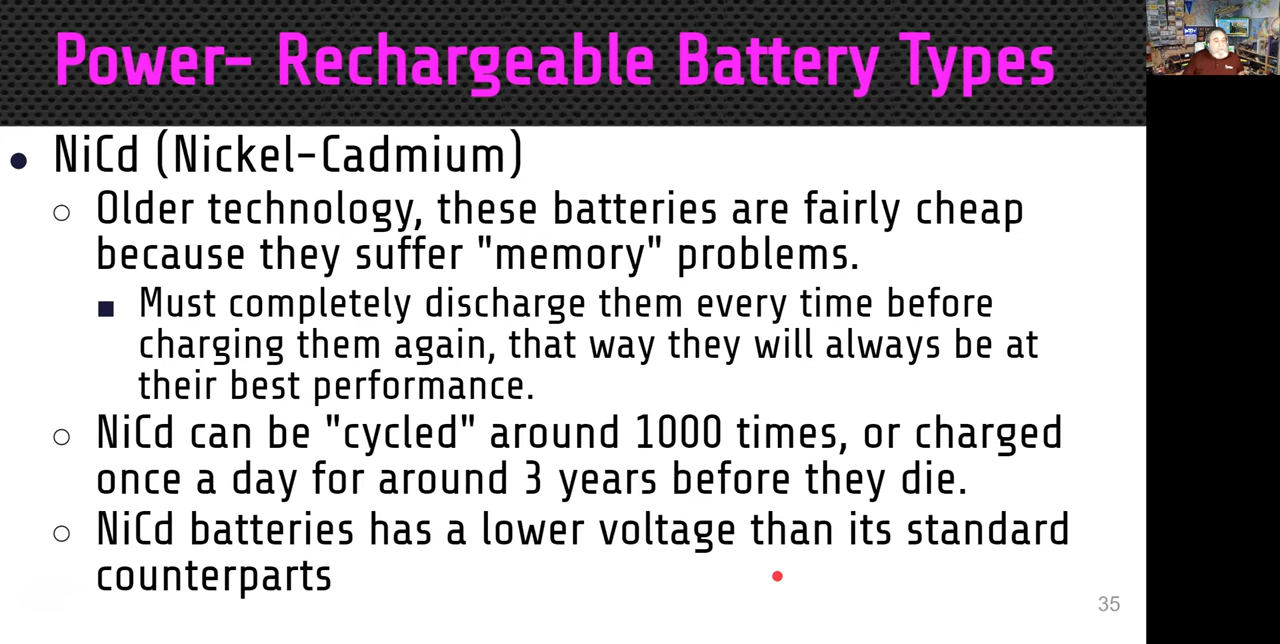 Power- Rechargeable Battery Types
• NiCd (Nickel-Cadmium)
○ Older technology, these batteries are fairly cheap
because they suffer "memory" problems.
■ Must completely discharge them every time before
charging them again, that way they will always be at
their best performance.
○ NiCd can be "cycled" around 1000 times, or charged
once a day for around 3 years before they die.
○ NiCd batteries has a lower voltage than its standard
counterparts
35